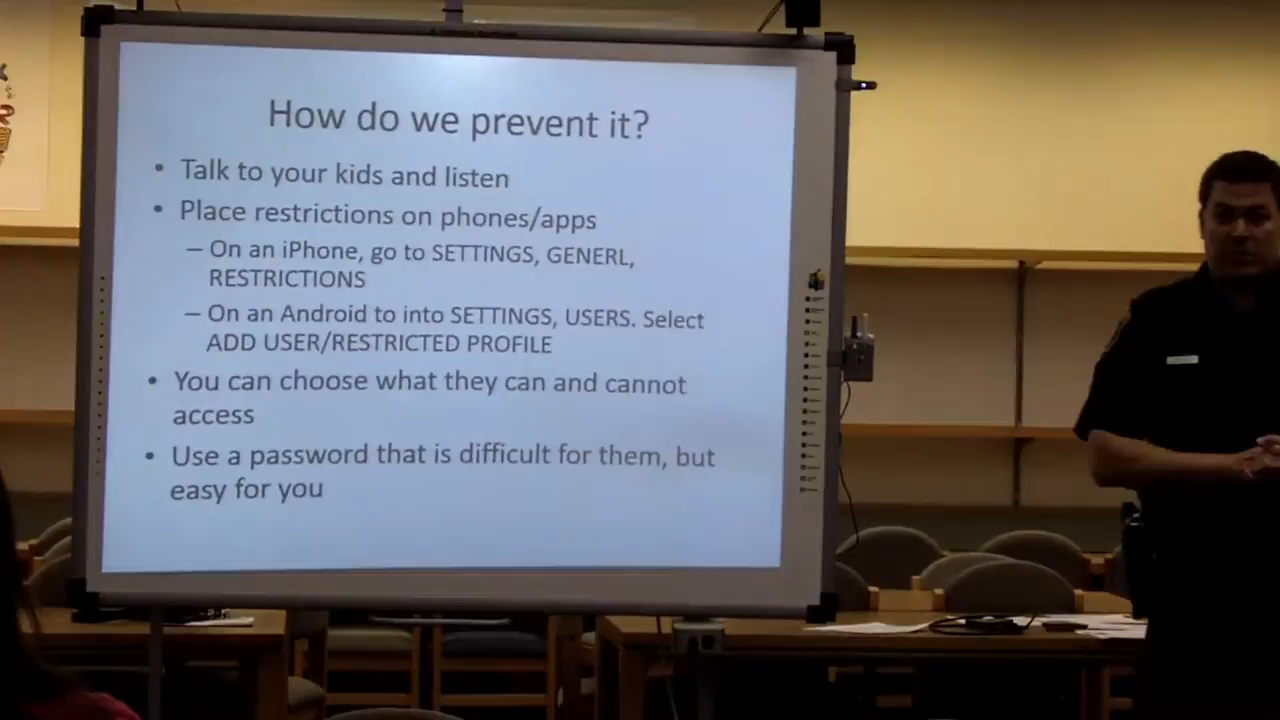 How do we prevent it?
• Talk to your kids and listen
• Place restrictions on phones/apps
– On an iPhone, go to SETTINGS, GENERL,
RESTRICTIONS
– On an Android to into SETTINGS, USERS. Select
ADD USER/RESTRICTED PROFILE
• You can choose what they can and cannot
access
• Use a password that is difficult for them, but
easy for you